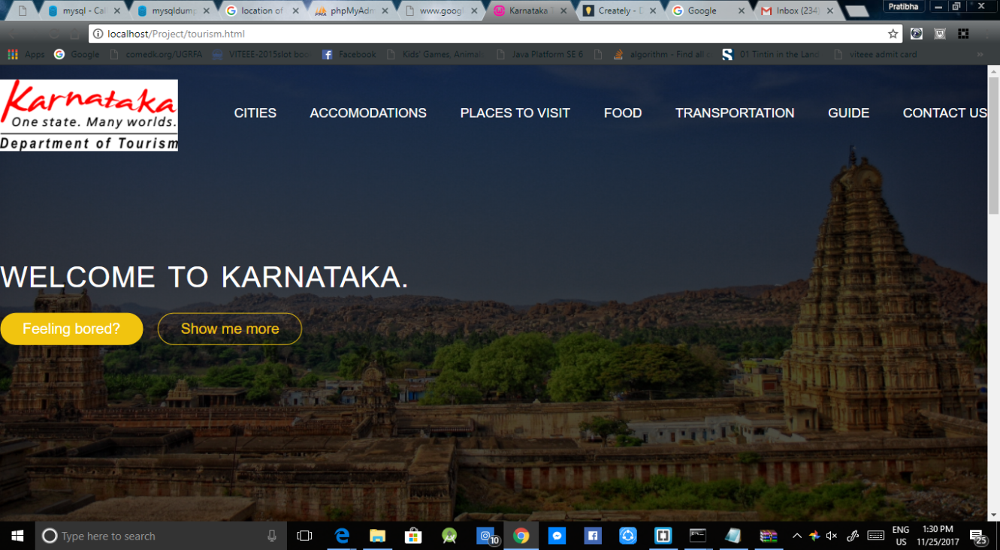 mysql - Cal
mysqldump
location of
phpMyAdm
www.googl
Karnataka T
Creately - D
Google
Inbox (234)
Pratibha
localhost/Project/tourism.html
Apps
Google
comedk.org/UGRFA
VITEEE-2015slot boo
Facebook
Kids' Games, Animal
Java Platform SE 6
algorithm - Find all
01 Tintin in the Land
viteee admit card
Karnataka
One state. Many worlds.
Department of Tourism
CITIES
ACCOMODATIONS
PLACES TO VISIT
FOOD
TRANSPORTATION
GUIDE
CONTACT US
WELCOME TO KARNATAKA.
Feeling bored?
Show me more
Type here to search
10
ENG
US
1:30 PM
11/25/2017
25